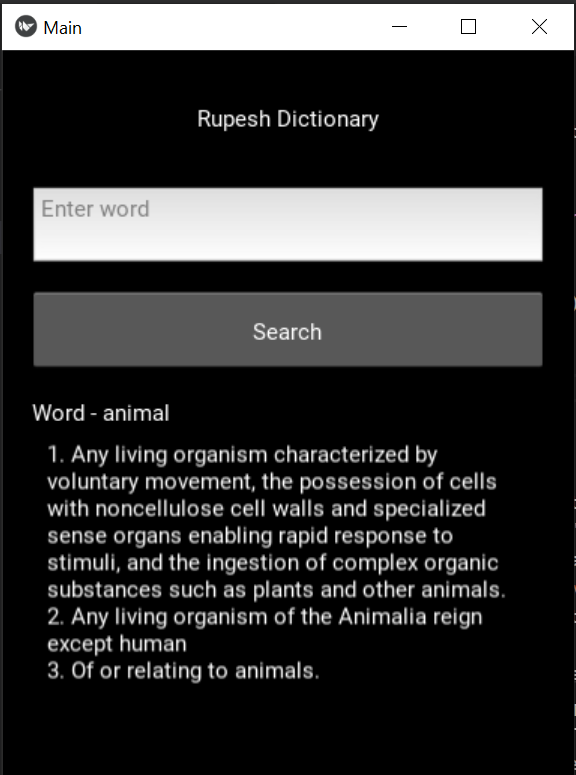 Main
Rupesh Dictionary
Enter word
Search
Word - animal
1. Any living organism characterized by
voluntary movement, the possession of cells
with noncellulose cell walls and specialized
sense organs enabling rapid response to
stimuli, and the ingestion of complex organic
substances such as plants and other animals.
2. Any living organism of the Animalia reign
except human
3. Of or relating to animals.